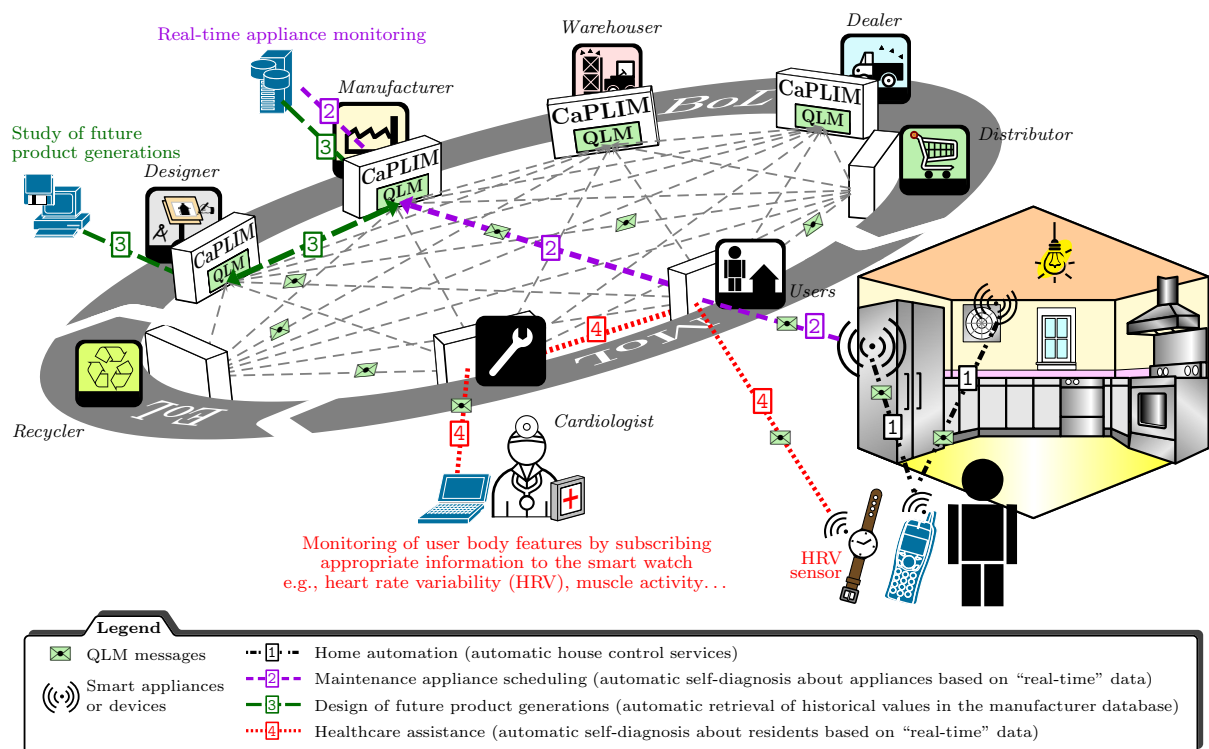 Real-time appliance monitoring
Warehouser
Dealer
Manufacturer
Study of future
product generations
Designer
Distributor
BoL
CaPLIM
QLM
CaPLIM
QLM
CaPLIM
QLM
CaPLIM
QLM
2
3
3
3
2
Users
2
MoL
4
EoL
Recycler
4
4
Cardiologist
1
1
Monitoring of user body features by subscribing
appropriate information to the smart watch
e.g., heart rate variability (HRV), muscle activity...
HRV
sensor
Legend
QLM messages
Smart appliances
or devices
1 Home automation (automatic house control services)
2 Maintenance appliance scheduling (automatic self-diagnosis about appliances based on “real-time” data)
3 Design of future product generations (automatic retrieval of historical values in the manufacturer database)
4 Healthcare assistance (automatic self-diagnosis about residents based on “real-time” data)